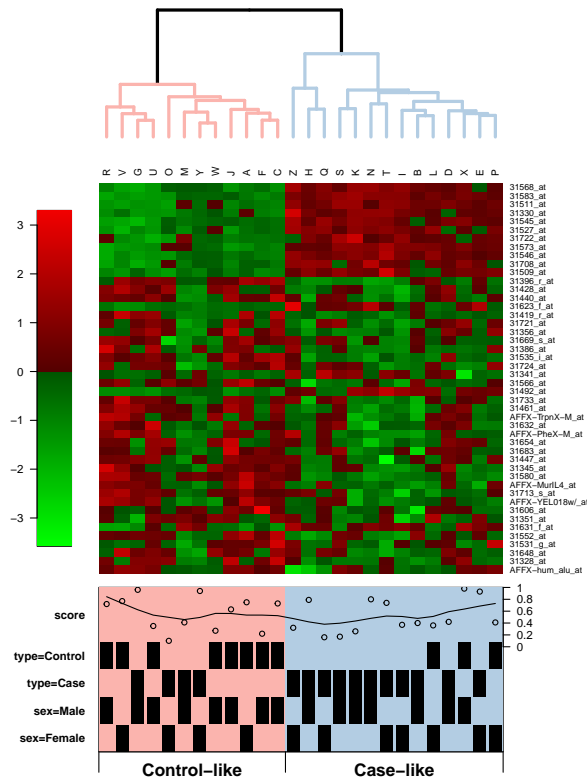 R V G U O M Y W J A F C Z H Q S K N T I B L D X E P
31568_at
31583_at
31511_at
31330_at
31545_at
31527_at
31722_at
31573_at
31546_at
31708_at
31509_at
31396_r_at
31428_at
31440_at
31623_f_at
31419_r_at
31721_at
31356_at
31669_s_at
31386_at
31535_i_at
31724_at
31341_at
31566_at
31492_at
31733_at
31461_at
AFFX−TrpnX−M_at
31632_at
AFFX−PheX−M_at
31654_at
31683_at
31447_at
31345_at
31580_at
AFFX−MurIL4_at
31713_s_at
AFFX−YEL018w/_at
31606_at
31351_at
31631_f_at
31552_at
31531_g_at
31648_at
31328_at
AFFX−hum_alu_at
3
2
1
0
−1
−2
−3
score
type=Control
type=Case
sex=Male
sex=Female
1
0.8
0.6
0.4
0.2
0
Control−like Case−like